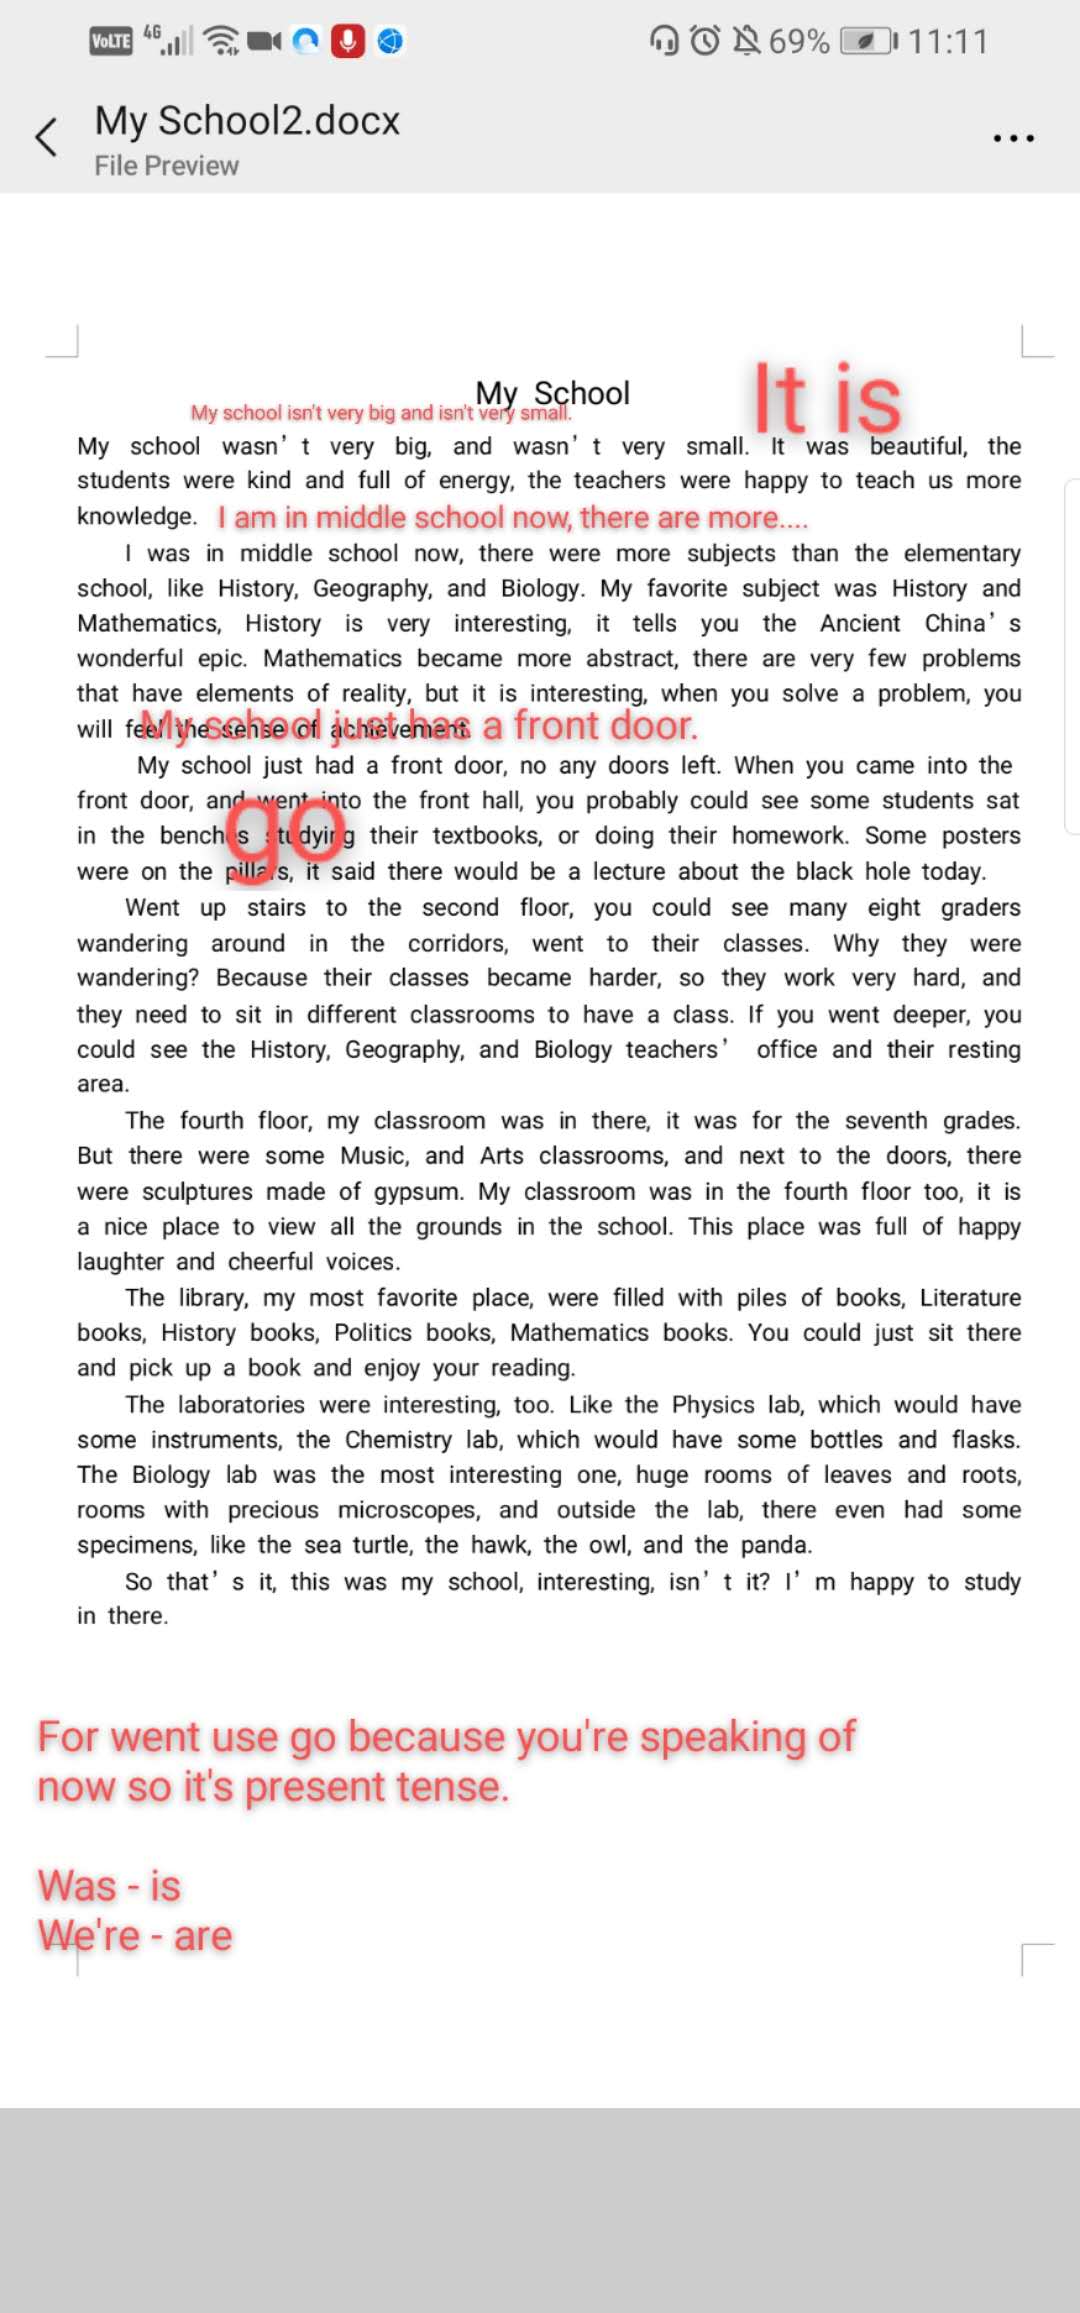 VoLTE 4G 69% 11:11
My School2.docx
File Preview
My School
It is
My school isn't very big and isn't very small.
My school wasn't very big, and wasn't very small. It was beautiful, the
students were kind and full of energy, the teachers were happy to teach us more
knowledge. I am in middle school now, there are more....
I was in middle school now, there were more subjects than the elementary
school, like History, Geography, and Biology. My favorite subject was History and
Mathematics, History is very interesting, it tells you the Ancient China's
wonderful epic. Mathematics became more abstract, there are very few problems
that have elements of reality, but it is interesting, when you solve a problem, you
will feel the sense of achievement.
My school just has a front door.
My school just had a front door, no any doors left. When you came into the
front door, and went into the front hall, you probably could see some students sat
go
in the benches studying their textbooks, or doing their homework. Some posters
were on the pillars, it said there would be a lecture about the black hole today.
Went up stairs to the second floor, you could see many eight graders
wandering around in the corridors, went to their classes. Why they were
wandering? Because their classes became harder, so they work very hard, and
they need to sit in different classrooms to have a class. If you went deeper, you
could see the History, Geography, and Biology teachers' office and their resting
area.
The fourth floor, my classroom was in there, it was for the seventh grades.
But there were some Music, and Arts classrooms, and next to the doors, there
were sculptures made of gypsum. My classroom was in the fourth floor too, it is
a nice place to view all the grounds in the school. This place was full of happy
laughter and cheerful voices.
The library, my most favorite place, were filled with piles of books, Literature
books, History books, Politics books, Mathematics books. You could just sit there
and pick up a book and enjoy your reading.
The laboratories were interesting, too. Like the Physics lab, which would have
some instruments, the Chemistry lab, which would have some bottles and flasks.
The Biology lab was the most interesting one, huge rooms of leaves and roots,
rooms with precious microscopes, and outside the lab, there even had some
specimens, like the sea turtle, the hawk, the owl, and the panda.
So that's it, this was my school, interesting, isn't it? I'm happy to study
in there.
For went use go because you're speaking of
now so it's present tense.
Was - is
We're - are